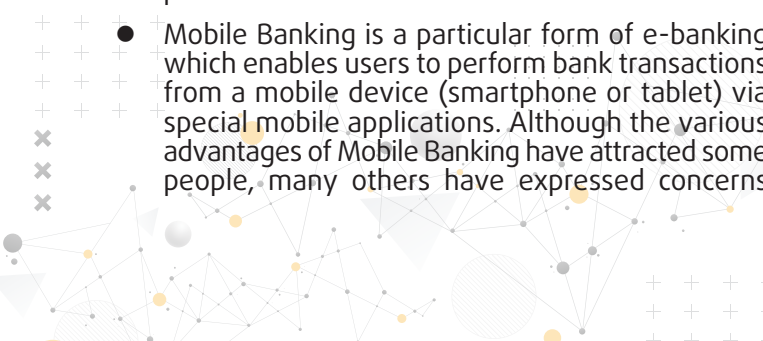 ● Mobile Banking is a particular form of e-banking
which enables users to perform bank transactions
from a mobile device (smartphone or tablet) via
special mobile applications. Although the various
advantages of Mobile Banking have attracted some
people, many others have expressed concerns